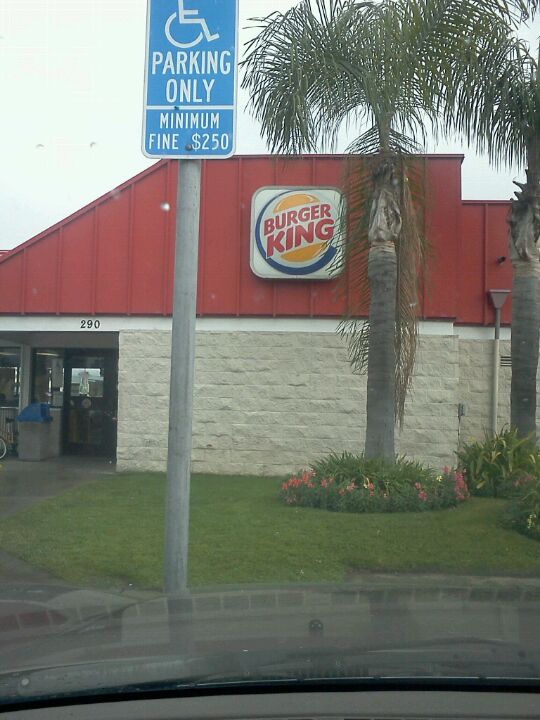 PARKING
ONLY
MINIMUM
FINE $250
BURGER
KING
290